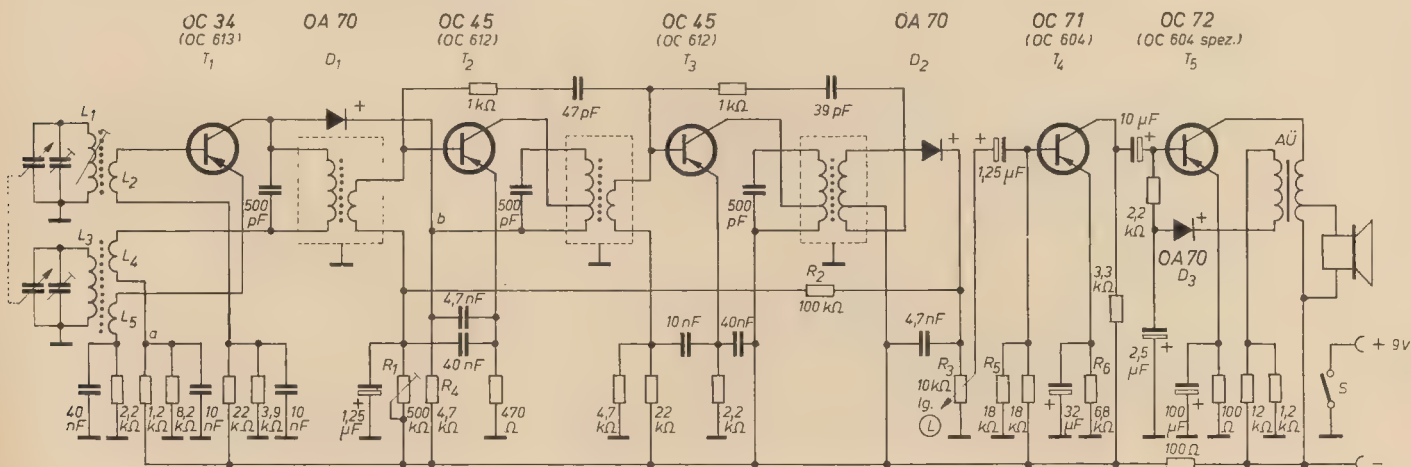 OC 34
(OC 613)
T1
OA 70
D1
OC 45
(OC 612)
T2
OC 45
(OC 612)
T3
OA 70
D2
OC 71
(OC 604)
T4
OC 72
(OC 604 spez.)
T5
L1
L2
L3
L4
L5
500 pF
1 kΩ
47 pF
b
500 pF
1 kΩ
39 pF
500 pF
+
+
+
1,25 µF
10 µF
+
2,2 kΩ
OA 70
D3
+
AÜ
R2
100 kΩ
3,3 kΩ
4,7 nF
40 nF
10 nF
40 nF
4,7 nF
a
40 nF
2,2 kΩ
1,2 kΩ
8,2 kΩ
10 nF
22 kΩ
3,9 kΩ
10 nF
+
1,25 µF
R1
500 kΩ
R4
4,7 kΩ
470 Ω
4,7 kΩ
22 kΩ
2,2 kΩ
R3
10 kΩ
lg.
L
R5
18 kΩ
18 kΩ
+
32 µF
R6
6,8 kΩ
2,5 µF
+
100 µF
+
100 Ω
12 kΩ
1,2 kΩ
S
+ 9V
100 Ω
−